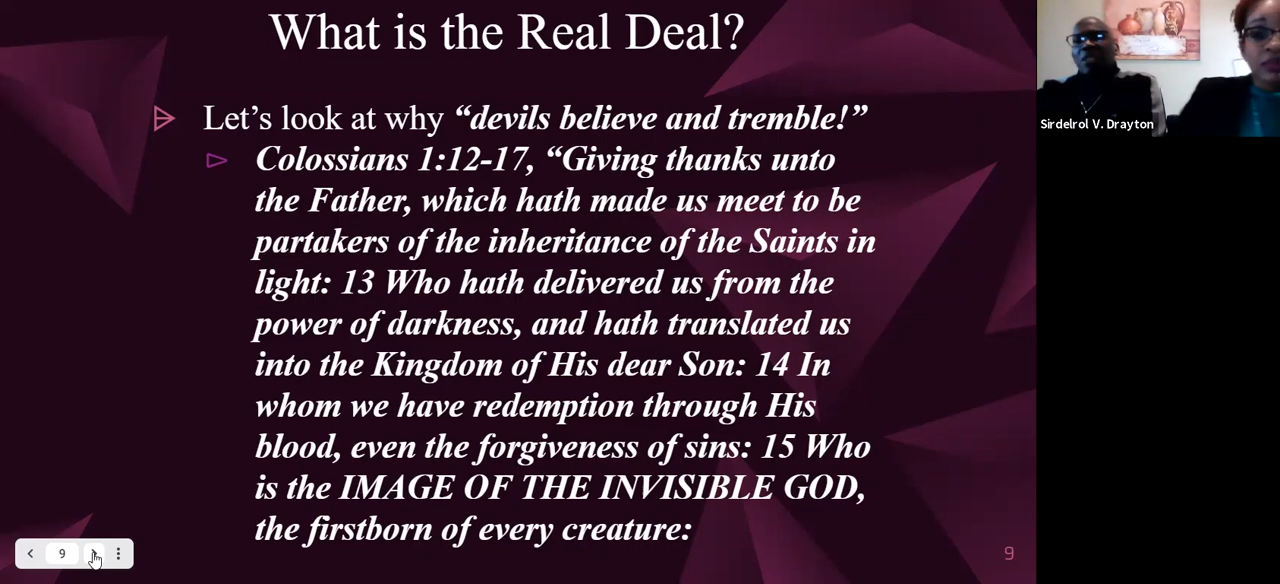 What is the Real Deal?
Let’s look at why “devils believe and tremble!”
Colossians 1:12-17, “Giving thanks unto
the Father, which hath made us meet to be
partakers of the inheritance of the Saints in
light: 13 Who hath delivered us from the
power of darkness, and hath translated us
into the Kingdom of His dear Son: 14 In
whom we have redemption through His
blood, even the forgiveness of sins: 15 Who
is the IMAGE OF THE INVISIBLE GOD,
the firstborn of every creature:
9
9
Sirdelrol V. Drayton